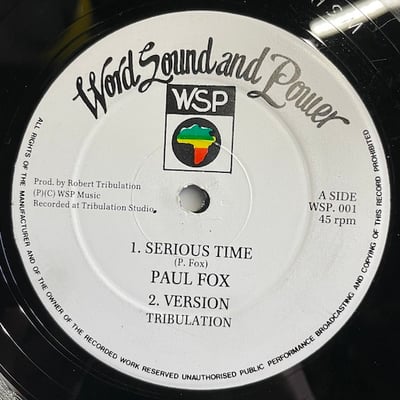 Word Sound and Power
WSP
Prod. by Robert Tribulation
(P)(C) WSP Music
Recorded at Tribulation Studio
A SIDE
WSP. 001
45 rpm
1. SERIOUS TIME
(P. Fox)
PAUL FOX
2. VERSION
TRIBULATION
ALL RIGHTS OF THE MANUFACTURER AND OF THE OWNER OF THE RECORDED WORK RESERVED UNAUTHORISED PUBLIC PERFORMANCE BROADCASTING AND COPYING OF THIS RECORD PROHIBITED